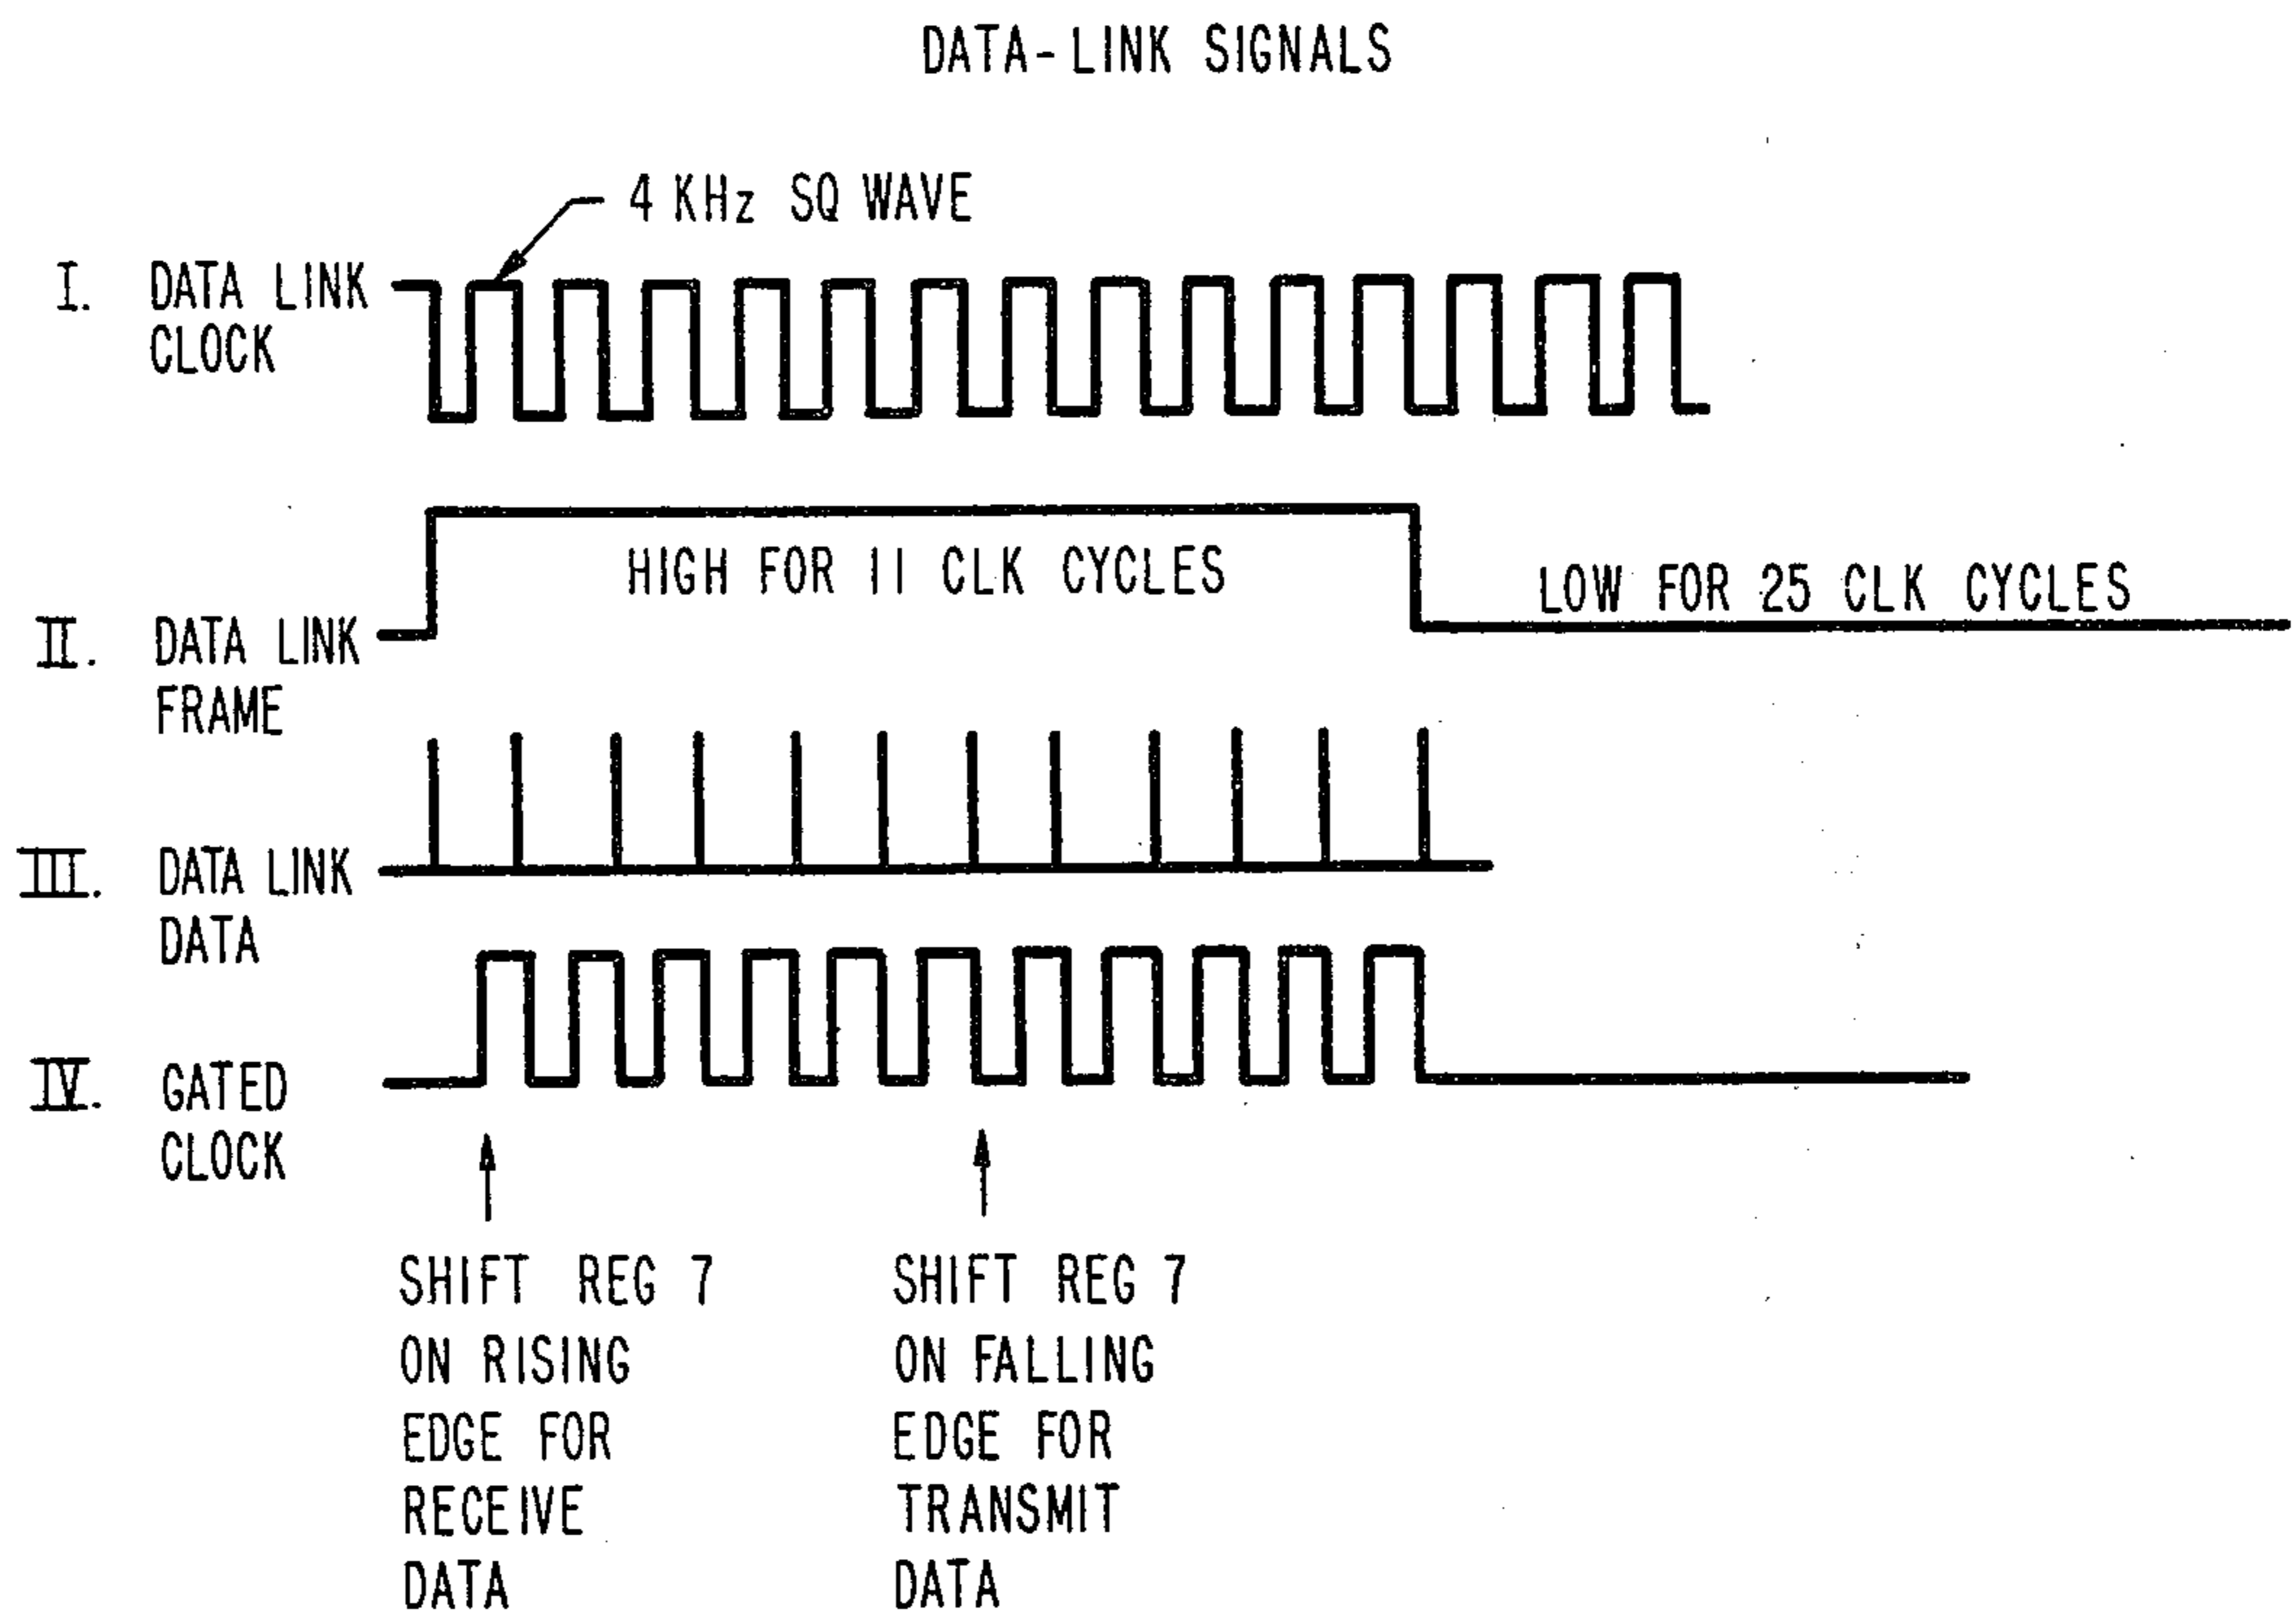 DATA-LINK SIGNALS
4 KHz SQ WAVE
I. DATA LINK
CLOCK
HIGH FOR 11 CLK CYCLES
LOW FOR 25 CLK CYCLES
II. DATA LINK
FRAME
III. DATA LINK
DATA
IV. GATED
CLOCK
SHIFT REG 7
ON RISING
EDGE FOR
RECEIVE
DATA
SHIFT REG 7
ON FALLING
EDGE FOR
TRANSMIT
DATA